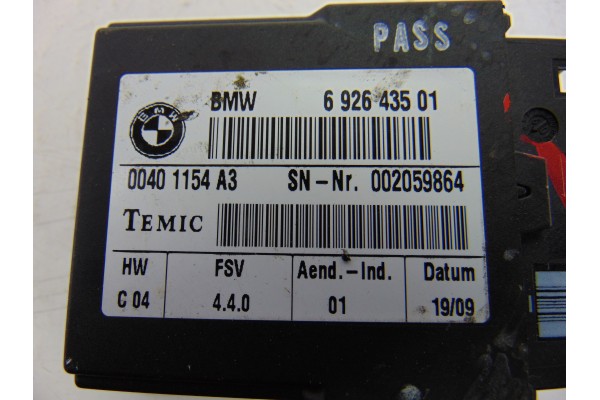 PASS
BMW
BMW 6 926 435 01
0040 1154 A3 SN-Nr. 002059864
TEMIC
HW FSV Aend.-Ind. Datum
C 04 4.4.0 01 19/09